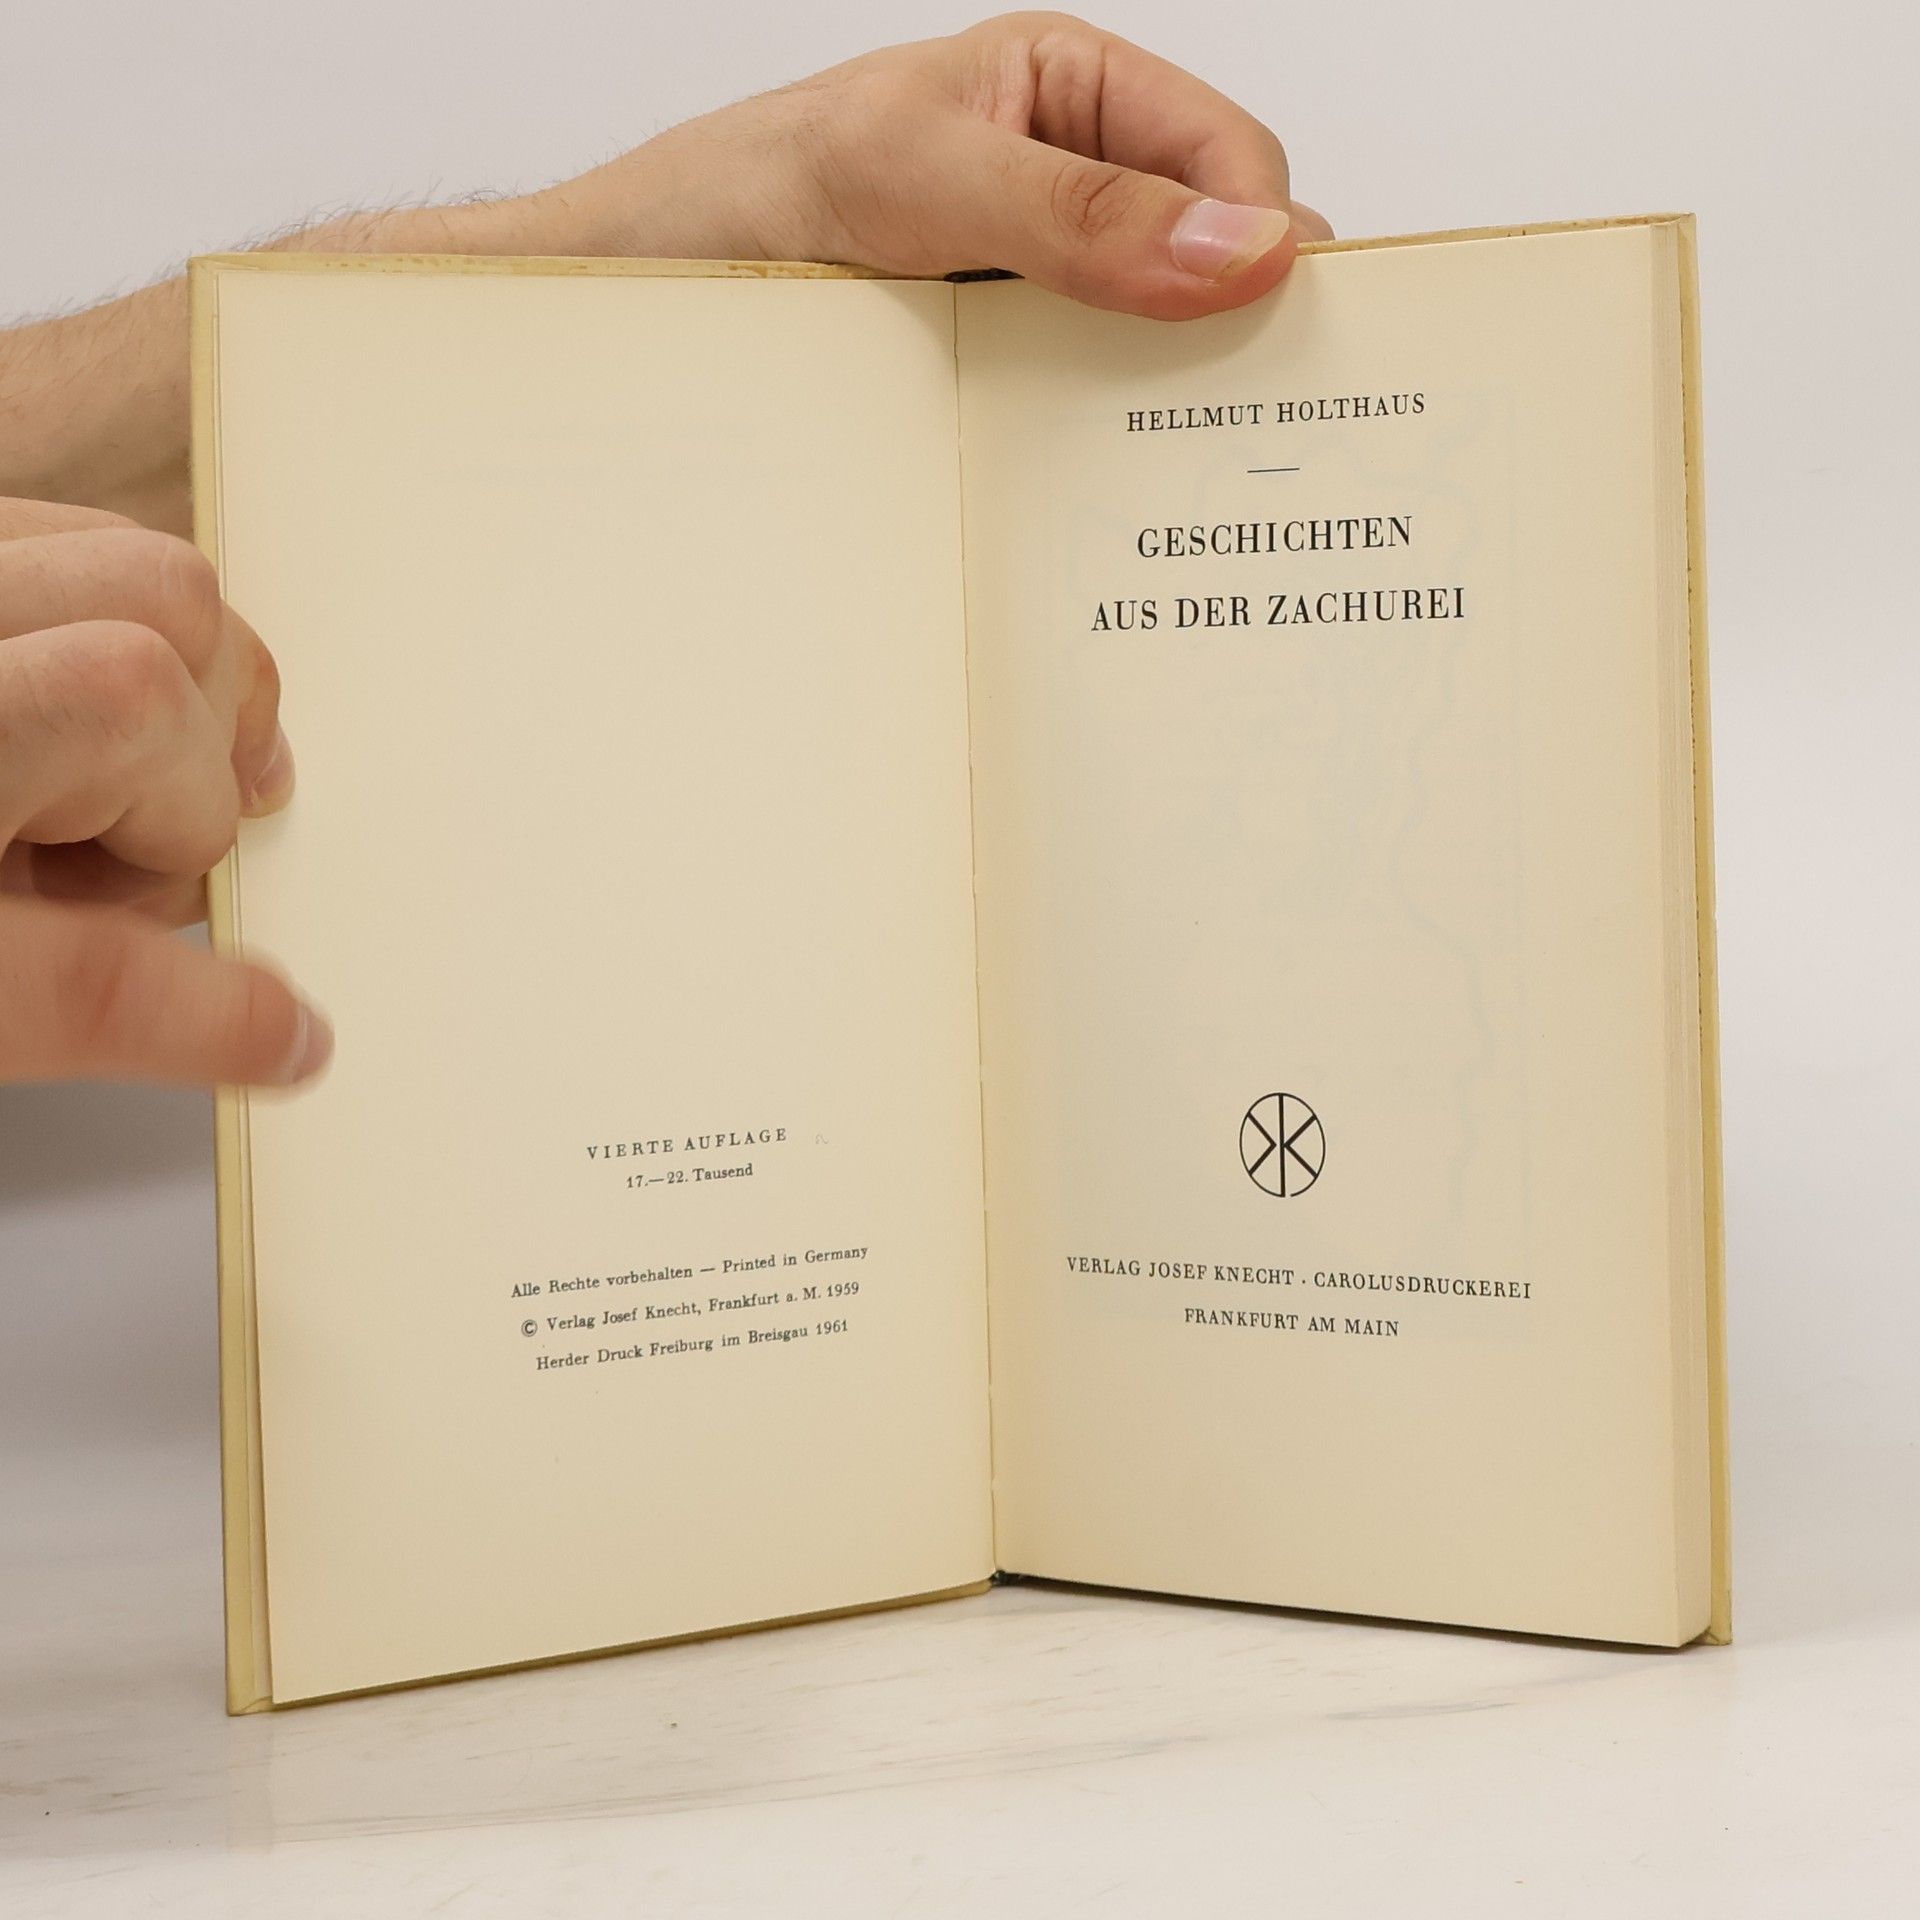 VIERTE AUFLAGE
17.—22. Tausend
Alle Rechte vorbehalten — Printed in Germany
© Verlag Josef Knecht, Frankfurt a. M. 1959
Herder Druck Freiburg im Breisgau 1961
HELLMUT HOLTHAUS
GESCHICHTEN
AUS DER ZACHUREI
VERLAG JOSEF KNECHT . CAROLUSDRUCKEREI
FRANKFURT AM MAIN